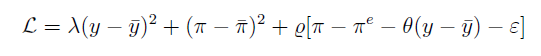 ℒ = λ(y − ȳ)² + (π − π̄)² + ϱ[π − πᵉ − θ(y − ȳ) − ε]